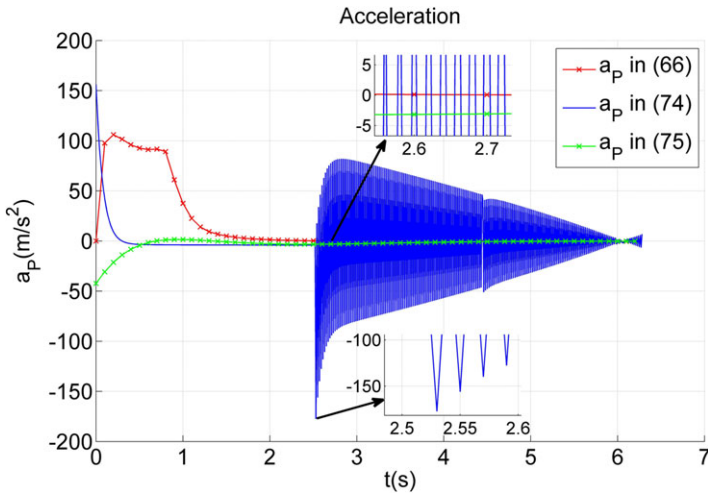 Acceleration
200
150
100
50
0
-50
-100
-150
-200
a_P(m/s^2)
0 1 2 3 4 5 6 7
t(s)
5
0
-5
2.6 2.7
a_P in (66)
a_P in (74)
a_P in (75)
-100
-150
2.5 2.55 2.6